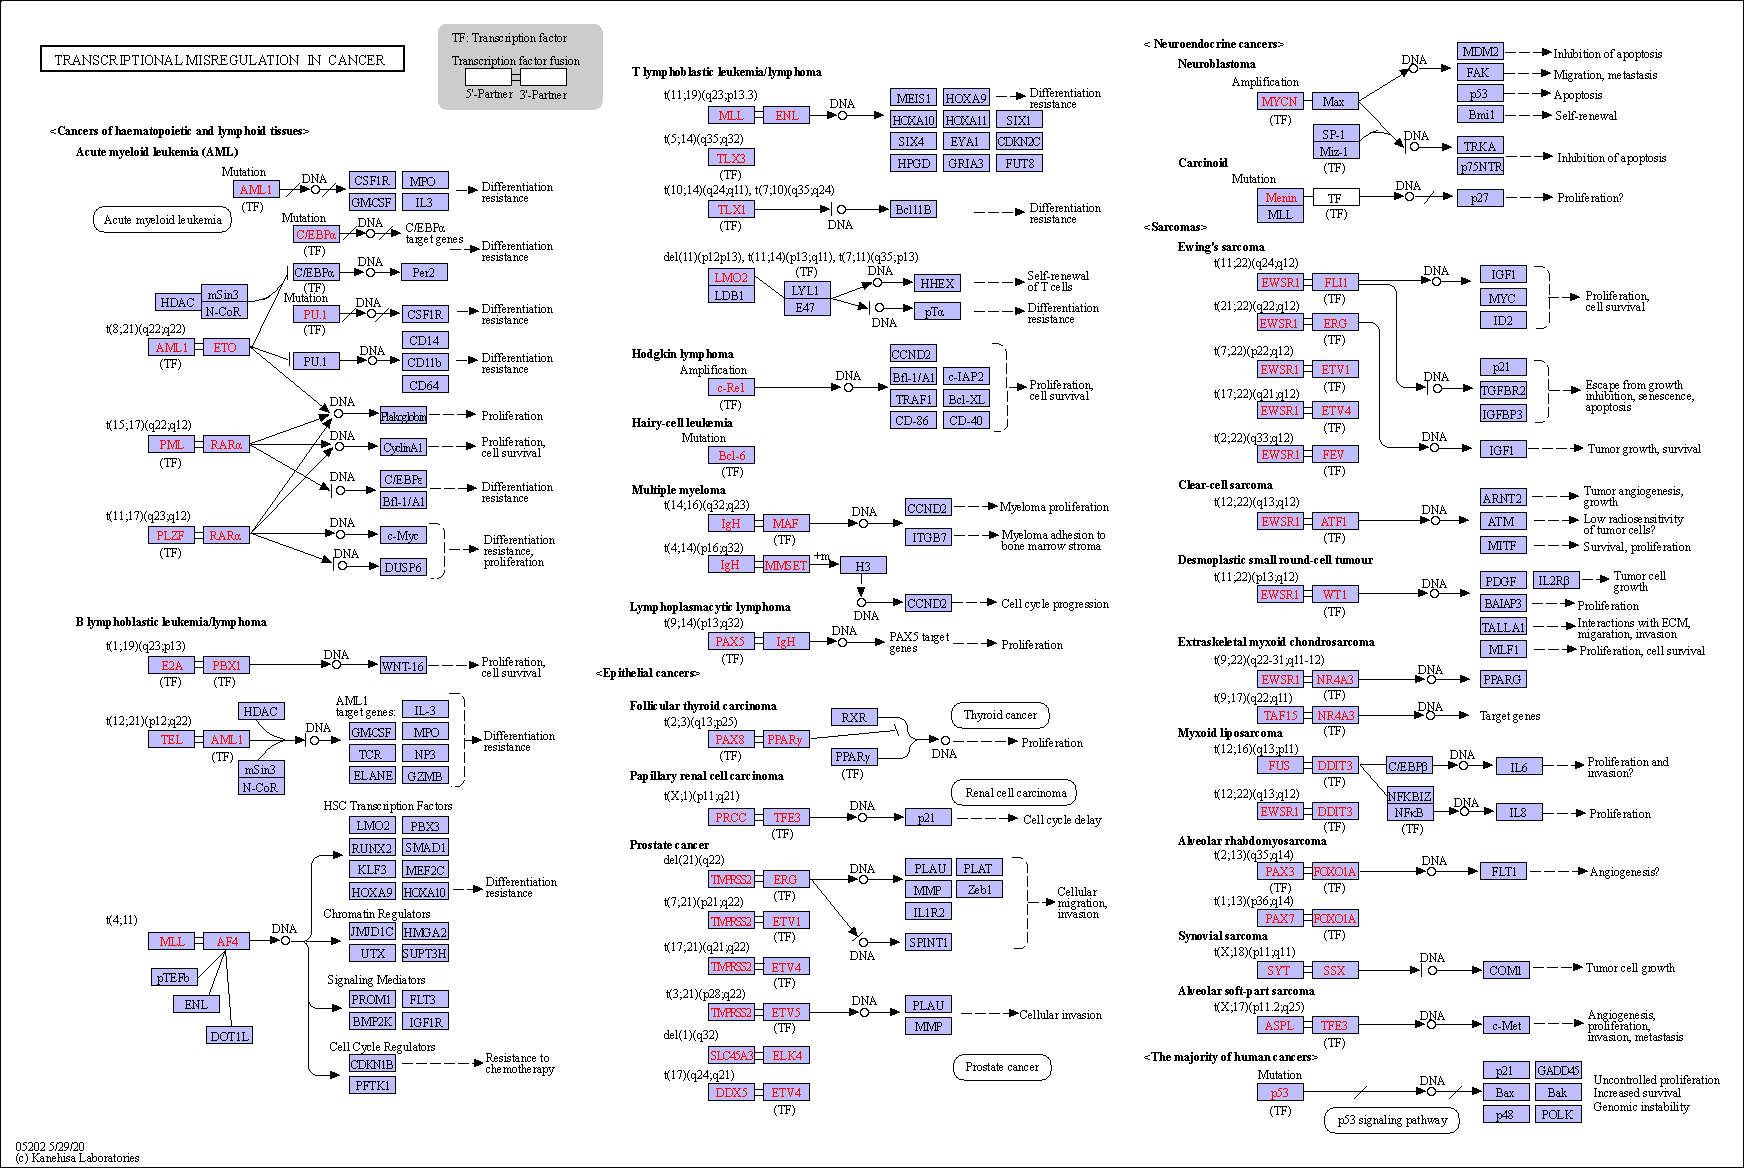 TRANSCRIPTIONAL MISREGULATION IN CANCER
TF: Transcription factor
Transcription factor fusion
5'-Partner 3'-Partner
<Cancers of haematopoietic and lymphoid tissues>
Acute myeloid leukemia (AML)
Mutation
AML1
(TF)
DNA
CSF1R
MPO
GMCSF
IL3
Differentiation
resistance
Acute myeloid leukemia
Mutation
C/EBPα
(TF)
DNA
C/EBPα
target genes
Differentiation
resistance
HDAC
mSin3
N-CoR
C/EBPα
(TF)
DNA
Per2
Mutation
PU.1
(TF)
DNA
CSF1R
Differentiation
resistance
t(8;21)(q22;q22)
AML1
ETO
(TF)
PU.1
DNA
CD14
CD11b
CD64
Differentiation
resistance
DNA
Plakoglobin
Proliferation
t(15;17)(q22;q12)
PML
RARα
(TF)
DNA
CyclinA1
Proliferation,
cell survival
DNA
C/EBPε
Bfl-1/A1
Differentiation
resistance
t(11;17)(q23;q12)
PLZF
RARα
(TF)
DNA
c-Myc
DNA
DUSP6
Differentiation
resistance,
proliferation
B lymphoblastic leukemia/lymphoma
t(1;19)(q23;p13)
E2A
PBX1
(TF)
(TF)
DNA
WNT-16
Proliferation,
cell survival
t(12;21)(p12;q22)
TEL
AML1
(TF)
HDAC
mSin3
N-CoR
DNA
AML1
target genes:
IL-3
GMCSF
MPO
TCR
NP3
ELANE
GZMB
Differentiation
resistance
HSC Transcription Factors
LMO2
PBX3
RUNX2
SMAD1
KLF3
MEF2C
HOXA9
HOXA10
Differentiation
resistance
t(4;11)
MLL
AF4
DNA
pTEFb
ENL
DOT1L
Chromatin Regulators
JMJD1C
HMGA2
UTX
SUPT3H
Signaling Mediators
PROM1
FLT3
BMP2K
IGF1R
Cell Cycle Regulators
CDKN1B
PFTK1
Resistance to
chemotherapy
T lymphoblastic leukemia/lymphoma
t(11;19)(q23;p13.3)
MLL
ENL
DNA
MEIS1
HOXA9
HOXA10
HOXA11
SIX1
SIX4
EYA1
CDKN2C
HPGD
GRIA3
FUT8
Differentiation
resistance
t(5;14)(q35;q32)
TLX3
(TF)
t(10;14)(q24;q11), t(7;10)(q35;q24)
TLX1
(TF)
DNA
Bcl11B
Differentiation
resistance
del(11)(p12p13), t(11;14)(p13;q11), t(7;11)(q35;p13)
LMO2
LDB1
(TF)
LYL1
E47
DNA
HHEX
Self-renewal
of T cells
DNA
pTα
Differentiation
resistance
Hodgkin lymphoma
Amplification
c-Rel
(TF)
DNA
CCND2
Bfl-1/A1
c-IAP2
TRAF1
Bcl-XL
CD-86
CD-40
Proliferation,
cell survival
Hairy-cell leukemia
Mutation
Bcl-6
(TF)
Multiple myeloma
t(14;16)(q32;q23)
IgH
MAF
(TF)
DNA
CCND2
Myeloma proliferation
ITGB7
Myeloma adhesion to
bone marrow stroma
t(4;14)(p16;q32)
IgH
MMSET
+m
H3
DNA
CCND2
Cell cycle progression
Lymphoplasmacytic lymphoma
t(9;14)(p13;q32)
PAX5
IgH
(TF)
DNA
PAX5 target
genes
Proliferation
<Epithelial cancers>
Follicular thyroid carcinoma
t(2;3)(q13;p25)
PAX8
PPARγ
(TF)
(TF)
RXR
PPARγ
(TF)
DNA
Thyroid cancer
Proliferation
Papillary renal cell carcinoma
t(X;1)(p11;q21)
PRCC
TFE3
(TF)
DNA
p21
Renal cell carcinoma
Cell cycle delay
Prostate cancer
del(21)(q22)
TMPRSS2
ERG
(TF)
DNA
PLAU
PLAT
MMP
Zeb1
IL1R2
DNA
SPINT1
Cellular
migration,
invasion
t(7;21)(p21;q22)
TMPRSS2
ETV1
(TF)
t(17;21)(q21;q22)
TMPRSS2
ETV4
(TF)
t(3;21)(p28;q22)
TMPRSS2
ETV5
(TF)
DNA
PLAU
MMP
Cellular invasion
del(1)(q32)
SLC45A3
ELK4
t(17)(q24;q21)
DDX5
ETV4
(TF)
Prostate cancer
<Neuroendocrine cancers>
Neuroblastoma
Amplification
MYCN
(TF)
Max
SP-1
Miz-1
(TF)
DNA
MDM2
Inhibition of apoptosis
FAK
Migration, metastasis
p53
Apoptosis
Bmi1
Self-renewal
DNA
TRKA
p75NTR
Inhibition of apoptosis
Carcinoid
Mutation
Menin
MLL
TF
(TF)
DNA
p27
Proliferation?
<Sarcomas>
Ewing's sarcoma
t(11;22)(q24;q12)
EWSR1
FLI1
(TF)
DNA
IGF1
MYC
ID2
Proliferation,
cell survival
t(21;22)(q22;q12)
EWSR1
ERG
(TF)
t(7;22)(p22;q12)
EWSR1
ETV1
(TF)
DNA
p21
TGFBR2
IGFBP3
Escape from growth
inhibition, senescence,
apoptosis
t(17;22)(q21;q12)
EWSR1
ETV4
(TF)
t(2;22)(q33;q12)
EWSR1
FEV
(TF)
DNA
IGF1
Tumor growth, survival
Clear-cell sarcoma
t(12;22)(q13;q12)
EWSR1
ATF1
(TF)
DNA
ARNT2
Tumor angiogenesis,
growth
ATM
Low radiosensitivity
of tumor cells?
MITF
Survival, proliferation
Desmoplastic small round-cell tumour
t(11;22)(p13;q12)
EWSR1
WT1
(TF)
DNA
PDGF
IL2Rβ
Tumor cell
growth
BAIAP3
Proliferation
TALLA1
Interactions with ECM,
migaration, invasion
MLF1
Proliferation, cell survival
Extraskeletal myxoid chondrosarcoma
t(9;22)(q22-31;q11-12)
EWSR1
NR4A3
(TF)
DNA
PPARG
t(9;17)(q22;q11)
TAF15
NR4A3
(TF)
DNA
Target genes
Myxoid liposarcoma
t(12;16)(q13;p11)
FUS
DDIT3
(TF)
C/EBPβ
DNA
IL6
Proliferation and
invasion?
t(12;22)(q13;q12)
EWSR1
DDIT3
(TF)
NFKBIZ
NFκB
(TF)
DNA
IL8
Proliferation
Alveolar rhabdomyosarcoma
t(2;13)(q35;q14)
PAX3
FOXO1A
(TF)
(TF)
DNA
FLT1
Angiogenesis?
t(1;13)(p36;q14)
PAX7
FOXO1A
(TF)
(TF)
Synovial sarcoma
t(X;18)(p11;q11)
SYT
SSX
DNA
COM1
Tumor cell growth
Alveolar soft-part sarcoma
t(X;17)(p11.2;q25)
ASPL
TFE3
(TF)
DNA
c-Met
Angiogenesis,
proliferation,
invasion, metastasis
<The majority of human cancers>
Mutation
p53
(TF)
DNA
p21
GADD45
Bax
Bak
p48
POLK
Uncontrolled proliferation
Increased survival
Genomic instability
p53 signaling pathway
05202 5/29/20
(c) Kanehisa Laboratories